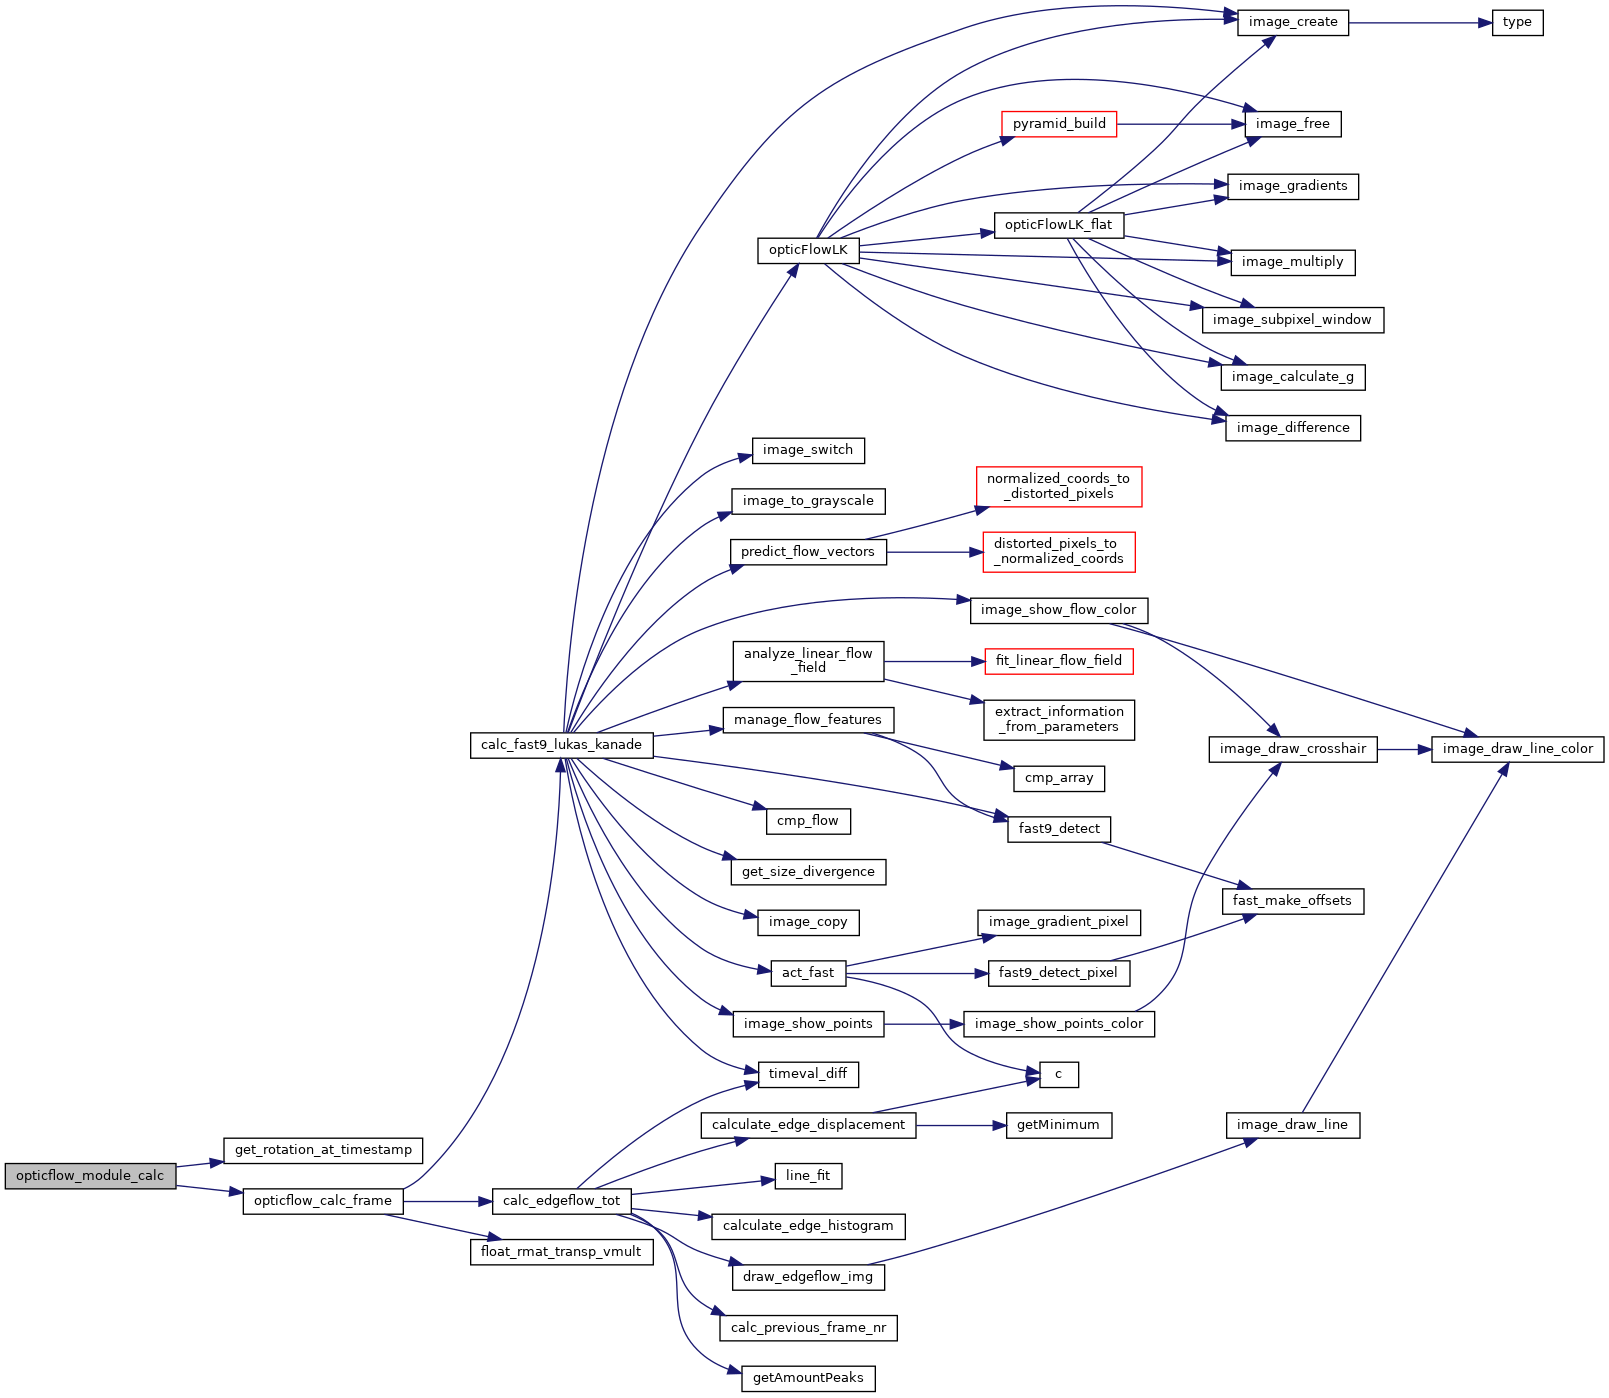 image_create
type
image_free
pyramid_build
image_gradients
opticFlowLK_flat
opticFlowLK
image_multiply
image_subpixel_window
image_calculate_g
image_difference
image_switch
image_to_grayscale
normalized_coords_to
_distorted_pixels
predict_flow_vectors
distorted_pixels_to
_normalized_coords
image_show_flow_color
analyze_linear_flow
_field
fit_linear_flow_field
extract_information
_from_parameters
manage_flow_features
calc_fast9_lukas_kanade
image_draw_crosshair
image_draw_line_color
cmp_array
cmp_flow
fast9_detect
get_size_divergence
fast_make_offsets
image_copy
image_gradient_pixel
act_fast
fast9_detect_pixel
image_show_points
image_show_points_color
timeval_diff
c
calculate_edge_displacement
getMinimum
image_draw_line
get_rotation_at_timestamp
opticflow_module_calc
line_fit
opticflow_calc_frame
calc_edgeflow_tot
calculate_edge_histogram
float_rmat_transp_vmult
draw_edgeflow_img
calc_previous_frame_nr
getAmountPeaks